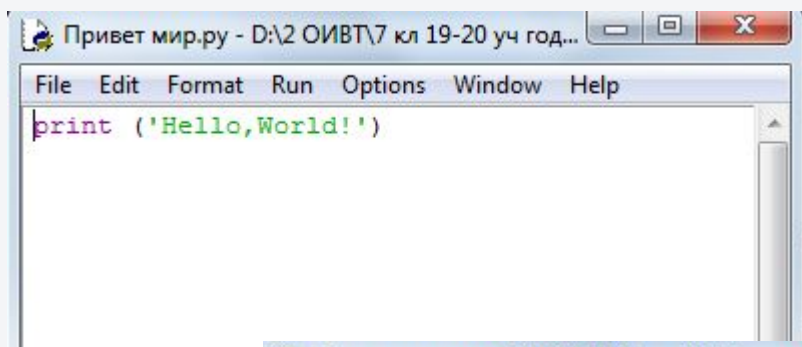 Привет мир.py - D:\2 ОИВТ\7 кл 19-20 уч год...
File Edit Format Run Options Window Help
print ('Hello,World!')